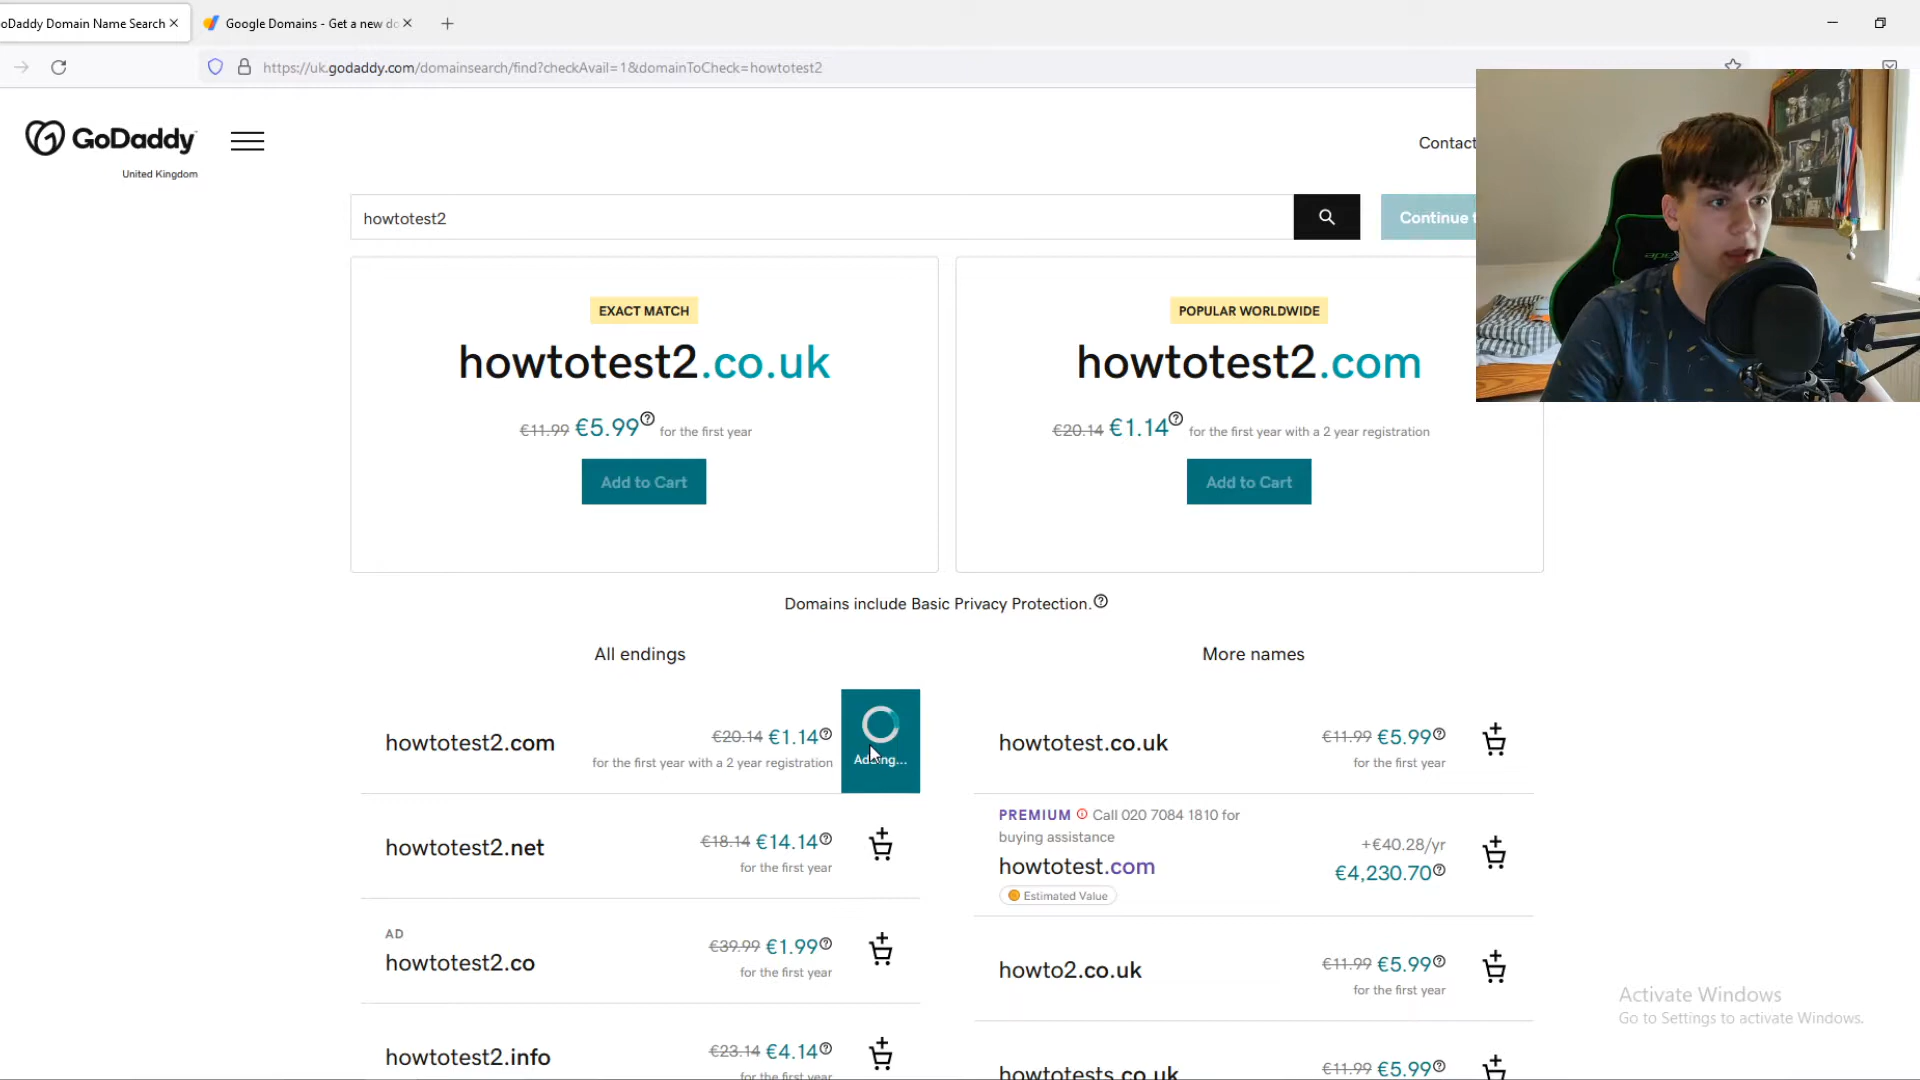 oDaddy Domain Name Search
Google Domains - Get a new do
https://uk.godaddy.com/domainsearch/find?checkAvail=1&domainToCheck=howtotest2
GoDaddy
United Kingdom
Contact
howtotest2
Continue t
EXACT MATCH
howtotest2.co.uk
€11.99 €5.99 for the first year
Add to Cart
POPULAR WORLDWIDE
howtotest2.com
€20.14 €1.14 for the first year with a 2 year registration
Add to Cart
Domains include Basic Privacy Protection.
All endings
howtotest2.com
€20.14 €1.14
for the first year with a 2 year registration
Adding...
howtotest2.net
€18.14 €14.14
for the first year
AD
howtotest2.co
€39.99 €1.99
for the first year
howtotest2.info
€23.14 €4.14
for the first year
More names
howtotest.co.uk
€11.99 €5.99
for the first year
PREMIUM Call 020 7084 1810 for
buying assistance
howtotest.com
Estimated Value
+€40.28/yr
€4,230.70
howto2.co.uk
€11.99 €5.99
for the first year
howtotests.co.uk
€11.99 €5.99
Activate Windows
Go to Settings to activate Windows.